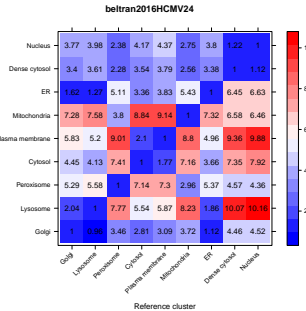 beltran2016HCMV24
Nucleus 3.77 3.98 2.38 4.17 4.37 2.75 3.8 1.22 1
Dense cytosol 3.4 3.61 2.28 3.54 3.79 2.56 3.38 1 1.12
ER 1.62 1.27 5.11 3.36 3.83 5.43 1 6.45 6.63
Mitochondria 7.28 7.58 3.8 8.84 9.14 1 7.32 6.58 6.46
lasma membrane 5.83 5.2 9.01 2.1 1 8.8 4.96 9.36 9.88
Cytosol 4.45 4.13 7.41 1 1.77 7.16 3.66 7.35 7.92
Peroxisome 5.29 5.58 1 7.14 7.3 2.96 5.37 4.57 4.36
Lysosome 2.04 1 7.77 5.54 5.87 8.23 1.86 10.07 10.16
Golgi 1 3.46 2.81 3.09 3.72 1.12 4.46 4.52
Golgi Lysosome Peroxisome Cytosol Plasma membrane Mitochondria ER Dense cytosol Nucleus
Reference cluster
10
8
6
4
2